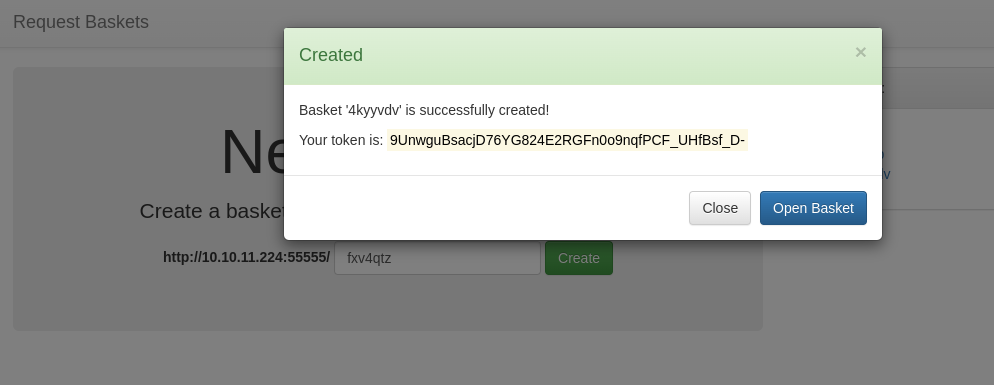 Request Baskets
Created ×
Basket '4kyyvdv' is successfully created!
Your token is: 9UnwguBsacjD76YG824E2RGFn0o9nqfPCF_UHfBsf_D-
Close Open Basket
Create a basket
http://10.10.11.224:55555/ fxv4qtz Create